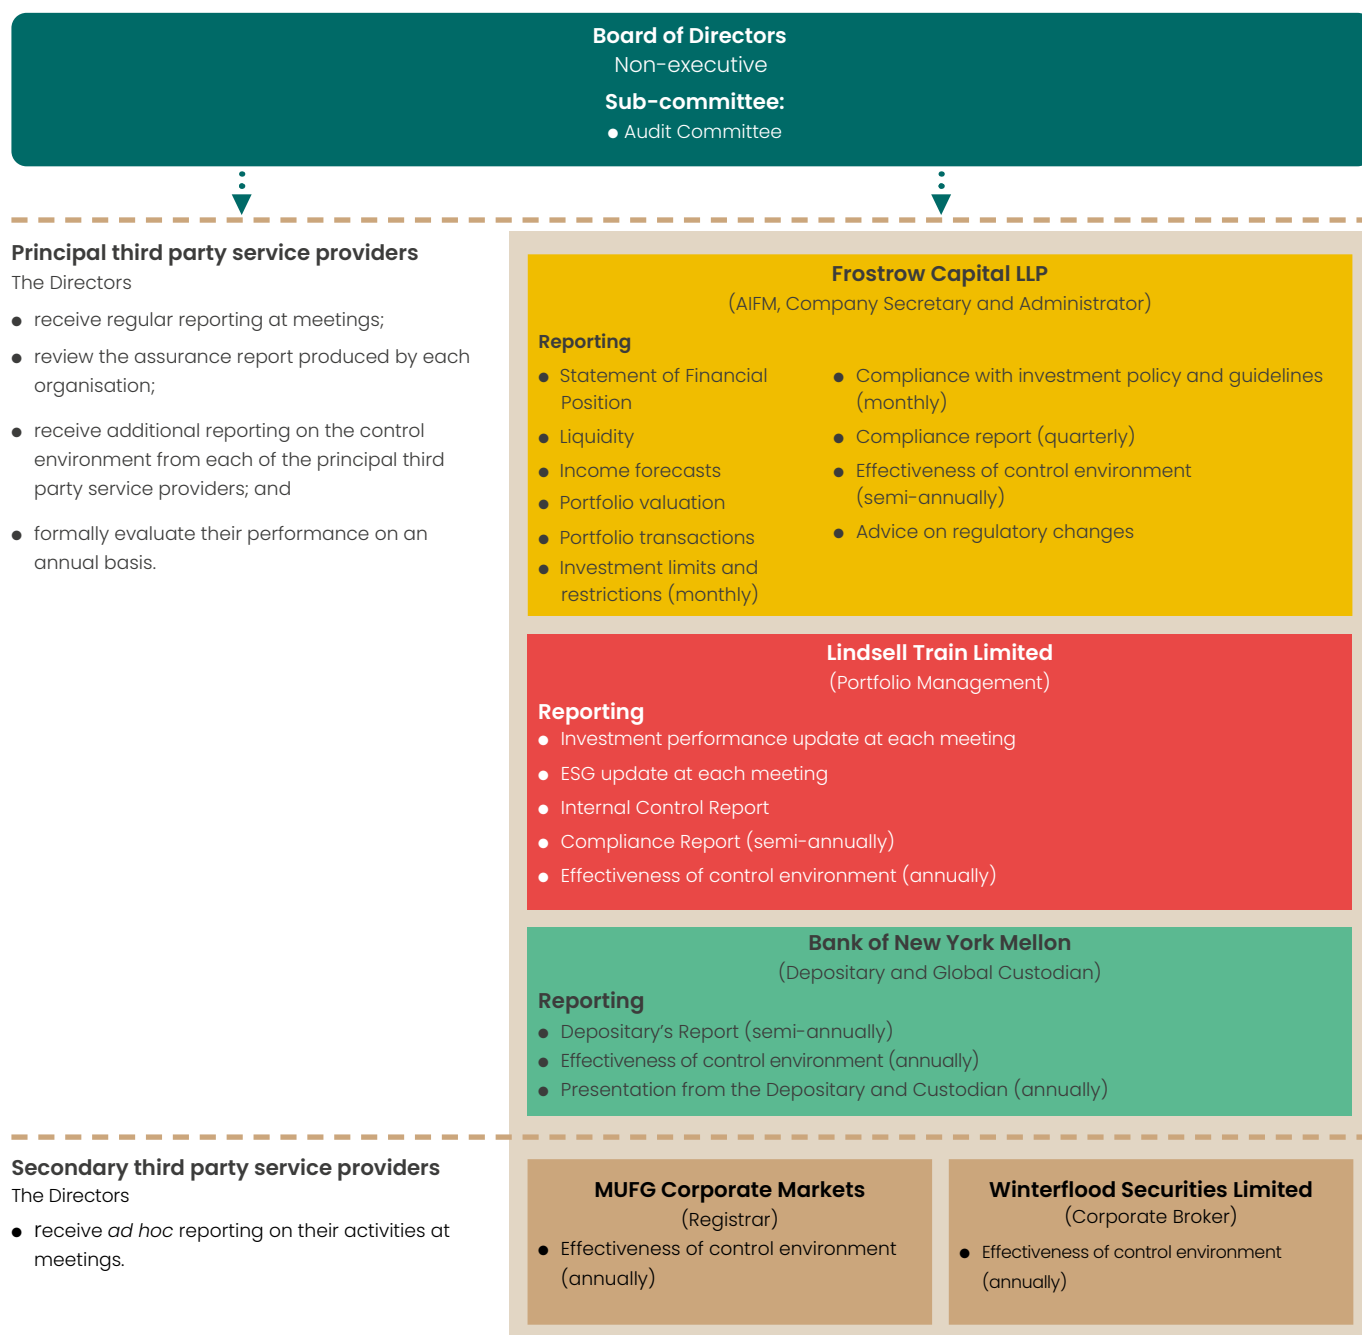 Board of Directors
Non-executive
Sub-committee:
● Audit Committee
Principal third party service providers
The Directors
● receive regular reporting at meetings;
● review the assurance report produced by each
organisation;
● receive additional reporting on the control
environment from each of the principal third
party service providers; and
● formally evaluate their performance on an
annual basis.
Frostrow Capital LLP
(AIFM, Company Secretary and Administrator)
Reporting
● Statement of Financial
Position
● Liquidity
● Income forecasts
● Portfolio valuation
● Portfolio transactions
● Investment limits and
restrictions (monthly)
● Compliance with investment policy and guidelines
(monthly)
● Compliance report (quarterly)
● Effectiveness of control environment
(semi-annually)
● Advice on regulatory changes
Lindsell Train Limited
(Portfolio Management)
Reporting
● Investment performance update at each meeting
● ESG update at each meeting
● Internal Control Report
● Compliance Report (semi-annually)
● Effectiveness of control environment (annually)
Bank of New York Mellon
(Depositary and Global Custodian)
Reporting
● Depositary’s Report (semi-annually)
● Effectiveness of control environment (annually)
● Presentation from the Depositary and Custodian (annually)
Secondary third party service providers
The Directors
● receive ad hoc reporting on their activities at
meetings.
MUFG Corporate Markets
(Registrar)
● Effectiveness of control environment
(annually)
Winterflood Securities Limited
(Corporate Broker)
● Effectiveness of control environment
(annually)